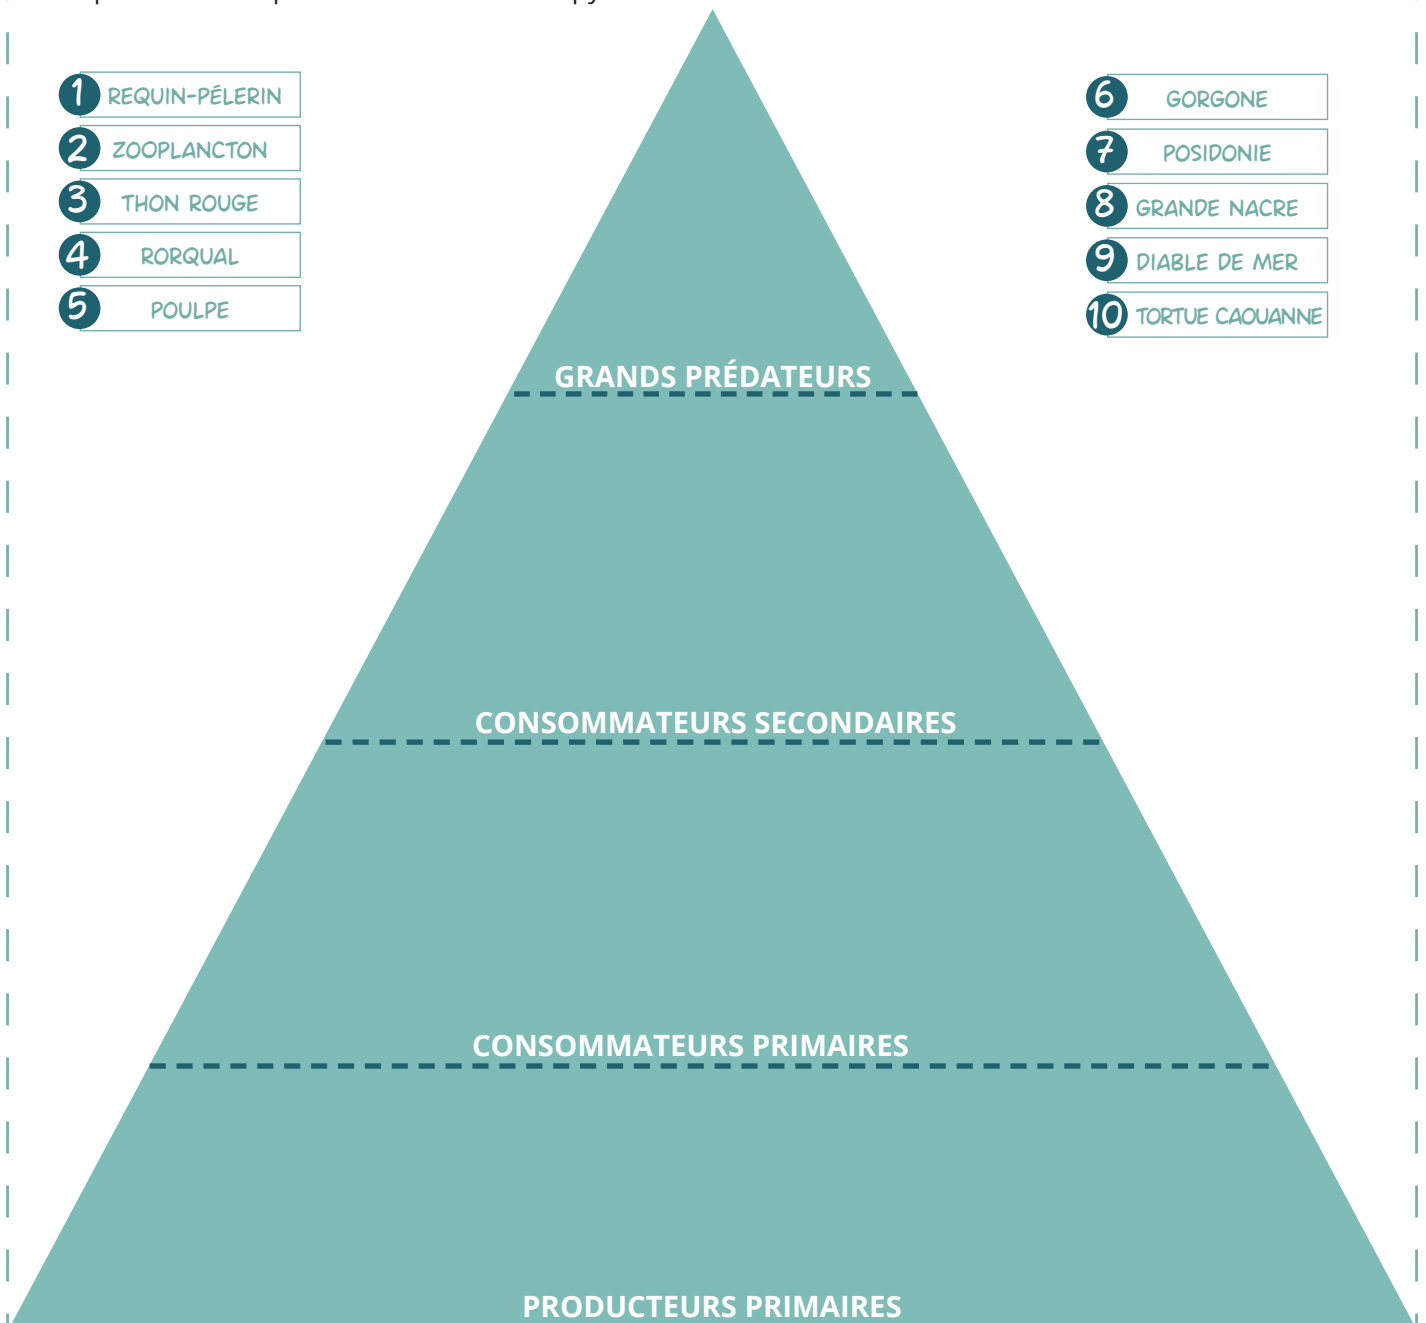 1 REQUIN-PÉLERIN
2 ZOOPLANCTON
3 THON ROUGE
4 RORQUAL
5 POULPE
6 GORGONE
7 POSIDONIE
8 GRANDE NACRE
9 DIABLE DE MER
10 TORTUE CAOUANNE
GRANDS PRÉDATEURS
CONSOMMATEURS SECONDAIRES
CONSOMMATEURS PRIMAIRES
PRODUCTEURS PRIMAIRES